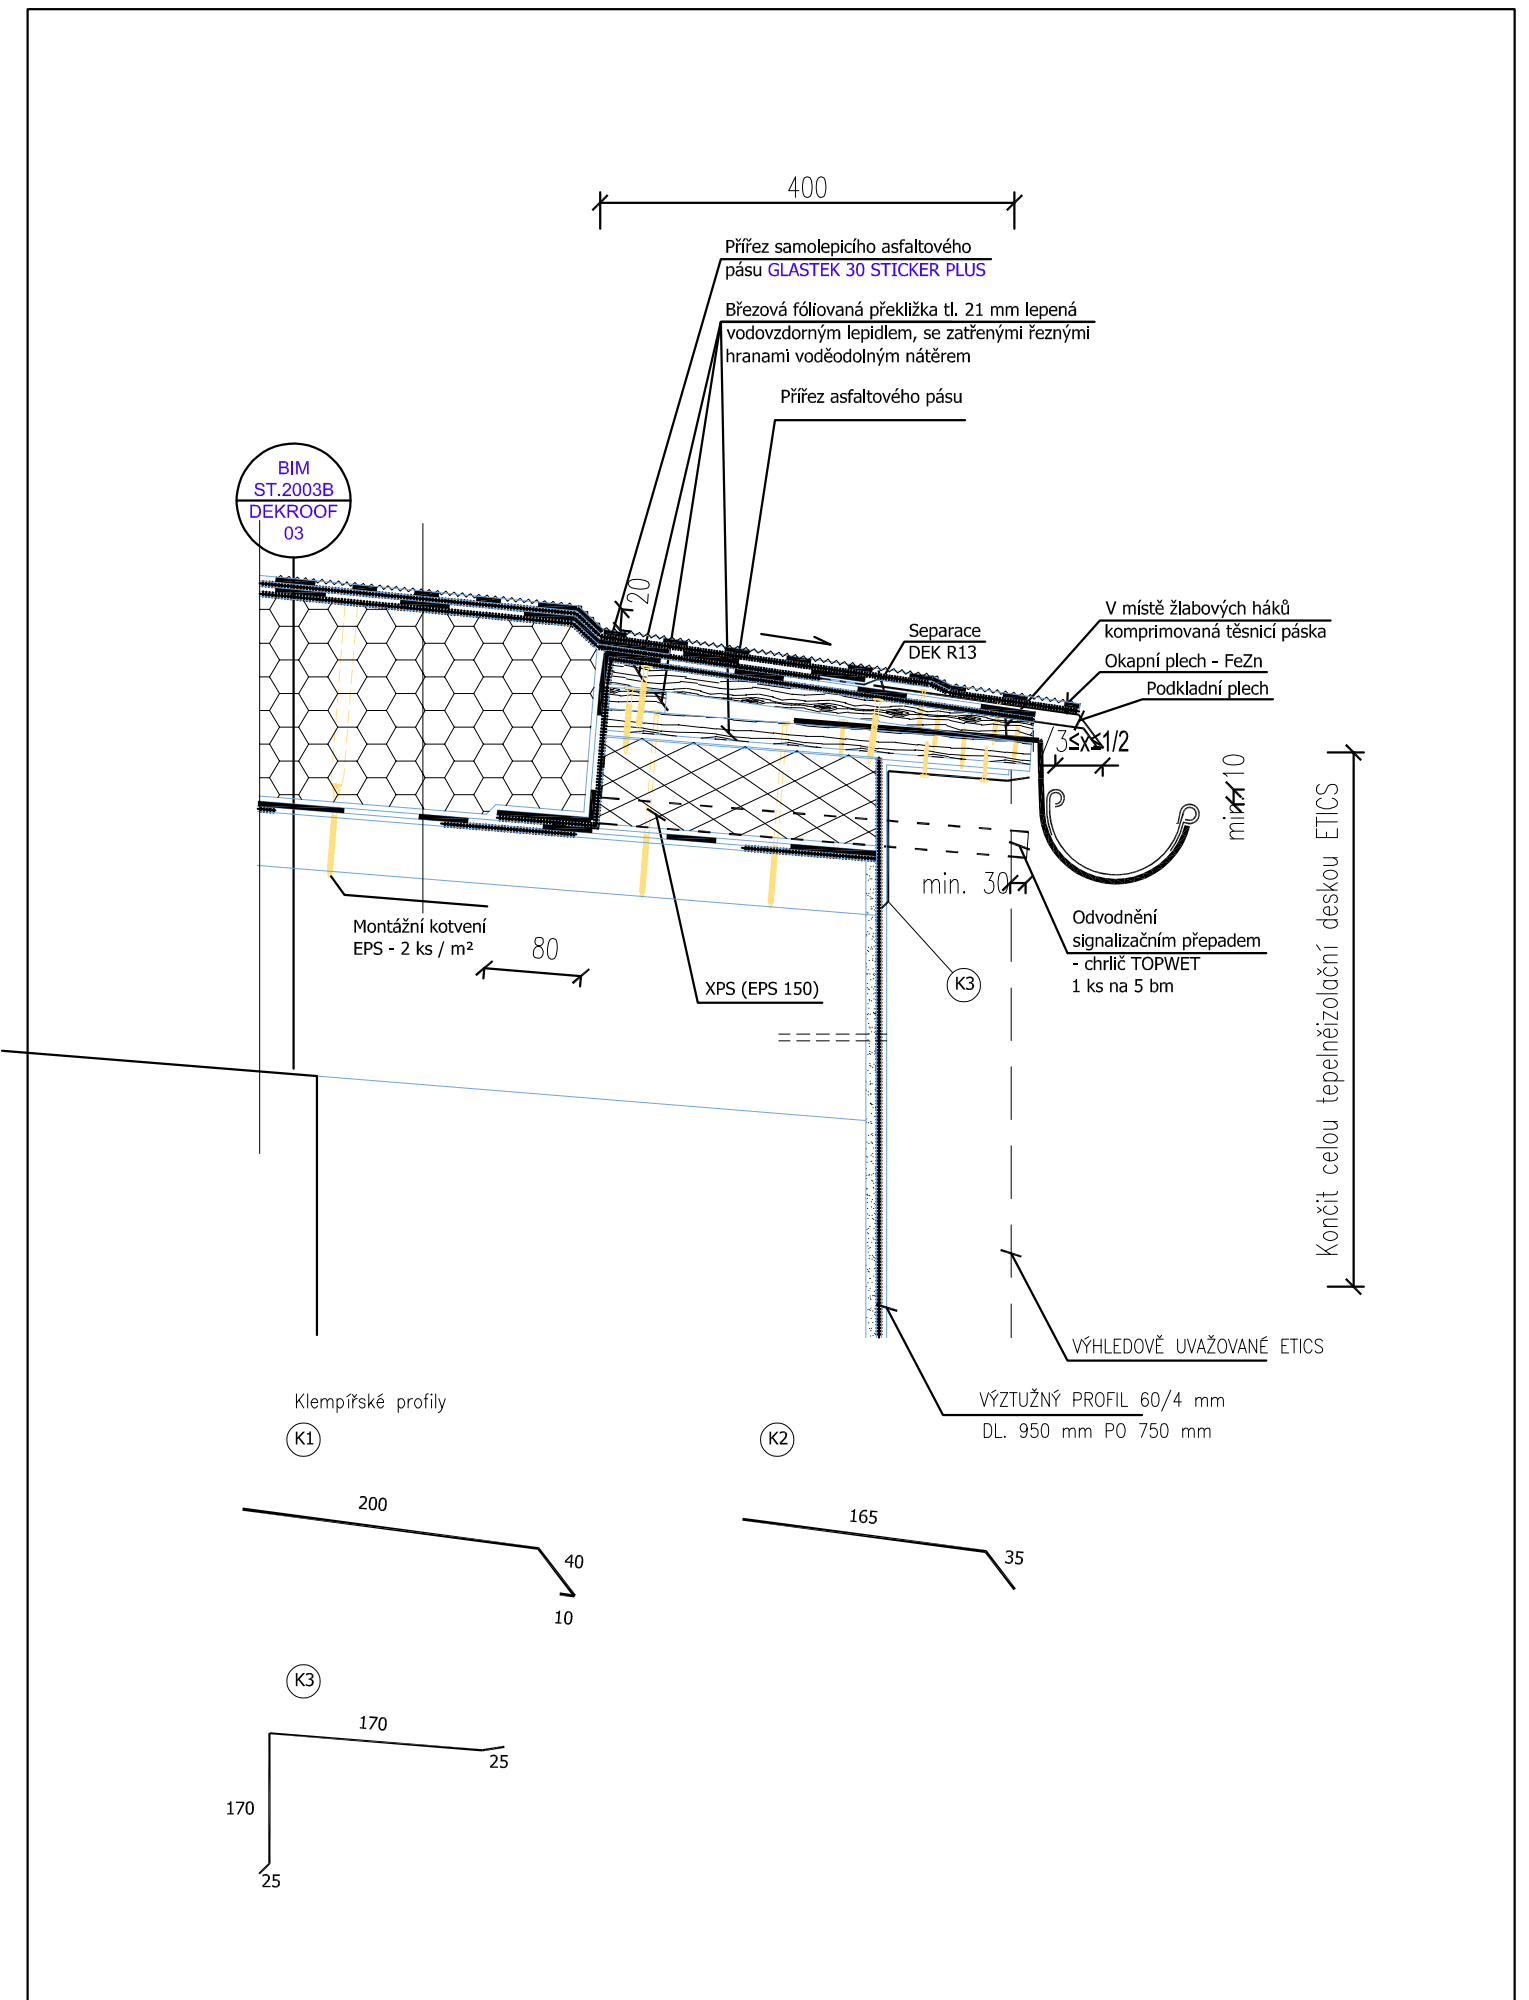 400
Přířez samolepicího asfaltového
pásu GLASTEK 30 STICKER PLUS
Březová fóliovaná překližka tl. 21 mm lepená
vodovzdorným lepidlem, se zatřenými řeznými
hranami voděodolným nátěrem
Přířez asfaltového pásu
BIM
ST.2003B
DEKROOF
03
20
Separace
DEK R13
V místě žlabových háků
komprimovaná těsnicí páska
Okapní plech - FeZn
Podkladní plech
/3≤x≤1/2
min. 10
Končit celou tepelněizolační deskou ETICS
min. 30
Montážní kotvení
EPS - 2 ks / m²
80
XPS (EPS 150)
K3
Odvodnění
signalizačním přepadem
- chrlič TOPWET
1 ks na 5 bm
VÝHLEDOVĚ UVAŽOVANÉ ETICS
VÝZTUŽNÝ PROFIL 60/4 mm
DL. 950 mm PO 750 mm
Klempířské profily
K1
K2
200
40
10
165
35
K3
170
25
170
25